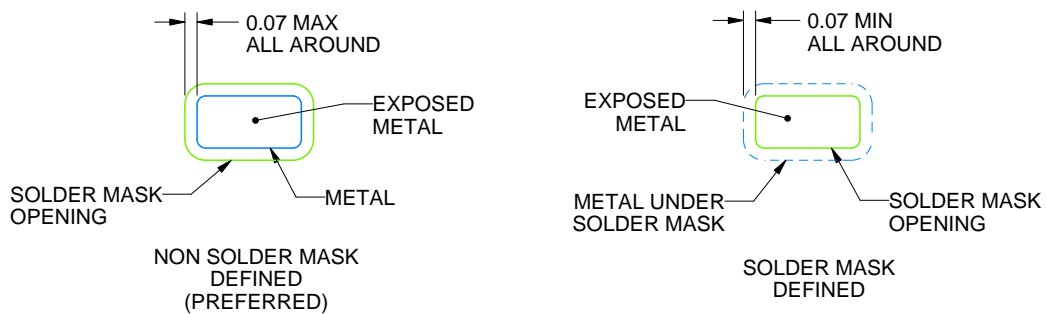 0.07 MAX
ALL AROUND
EXPOSED
METAL
SOLDER MASK
OPENING
METAL
NON SOLDER MASK
DEFINED
(PREFERRED)
0.07 MIN
ALL AROUND
EXPOSED
METAL
METAL UNDER
SOLDER MASK
SOLDER MASK
OPENING
SOLDER MASK
DEFINED